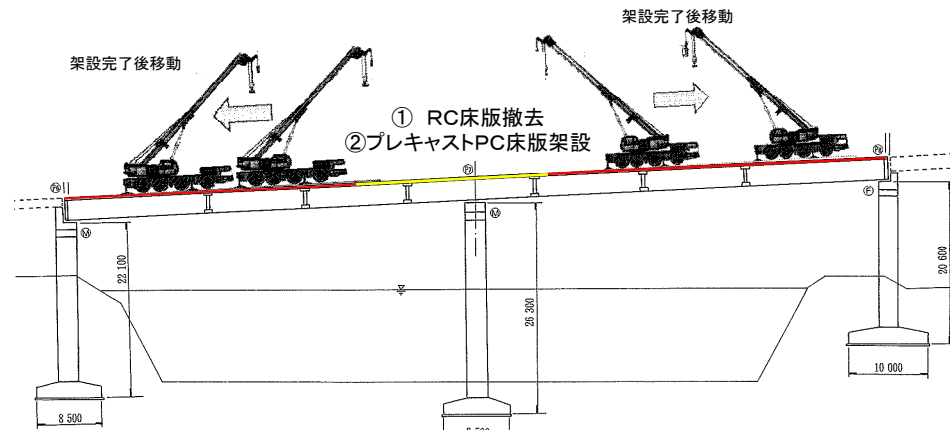 架設完了後移動
架設完了後移動
① RC床版撤去
②プレキャストPC床版架設
P7
M
M
F
22 100
26 300
20 600
8 500
10 000